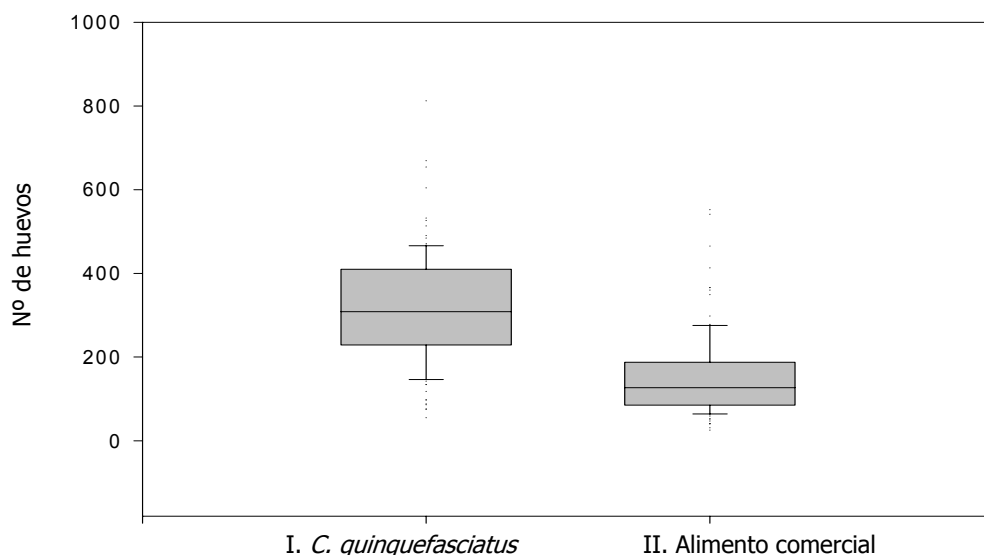 1000
800
600
400
200
0
Nº de huevos
I. C. quinquefasciatus
II. Alimento comercial